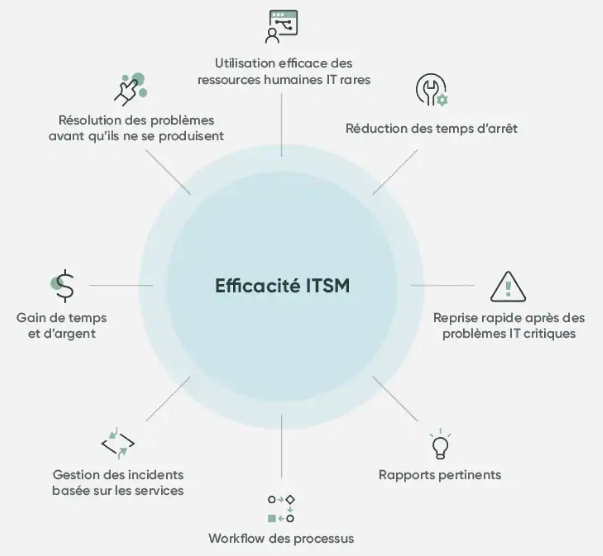 Utilisation efficace des
ressources humaines IT rares
Résolution des problèmes
avant qu'ils ne se produisent
Réduction des temps d'arrêt
Efficacité ITSM
Gain de temps
et d'argent
Reprise rapide après des
problèmes IT critiques
Gestion des incidents
basée sur les services
Rapports pertinents
Workflow des processus